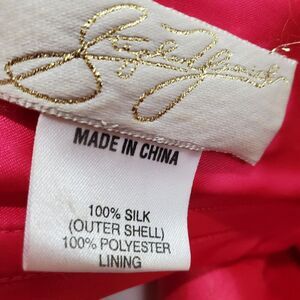 MADE IN CHINA
100% SILK
(OUTER SHELL)
100% POLYESTER
LINING